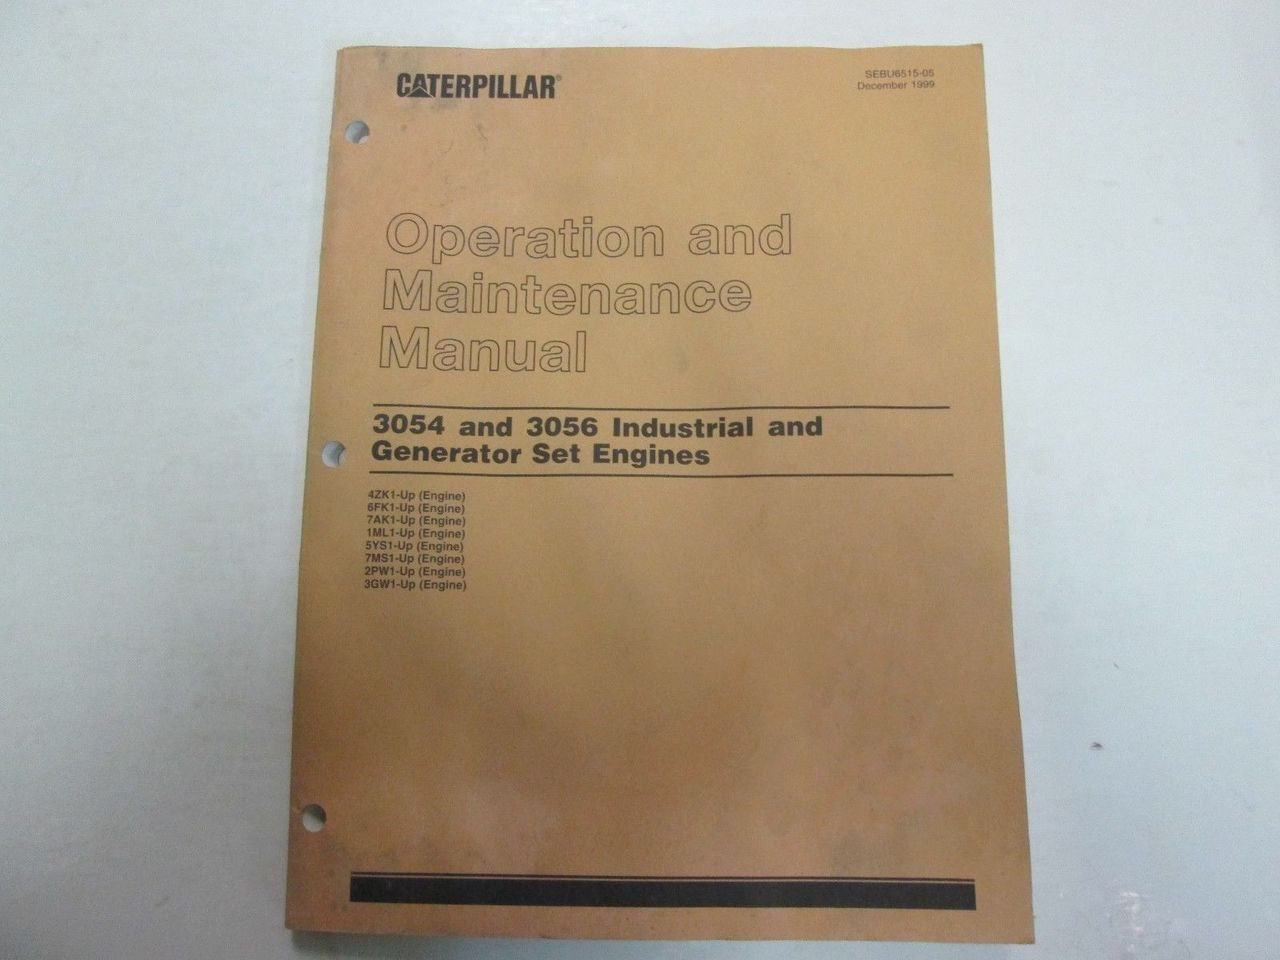 CATERPILLAR®
SEBU6515-05
December 1999
Operation and
Maintenance
Manual
3054 and 3056 Industrial and
Generator Set Engines
4ZK1-Up (Engine)
6FK1-Up (Engine)
7AK1-Up (Engine)
1ML1-Up (Engine)
5YS1-Up (Engine)
7MS1-Up (Engine)
2PW1-Up (Engine)
3GW1-Up (Engine)